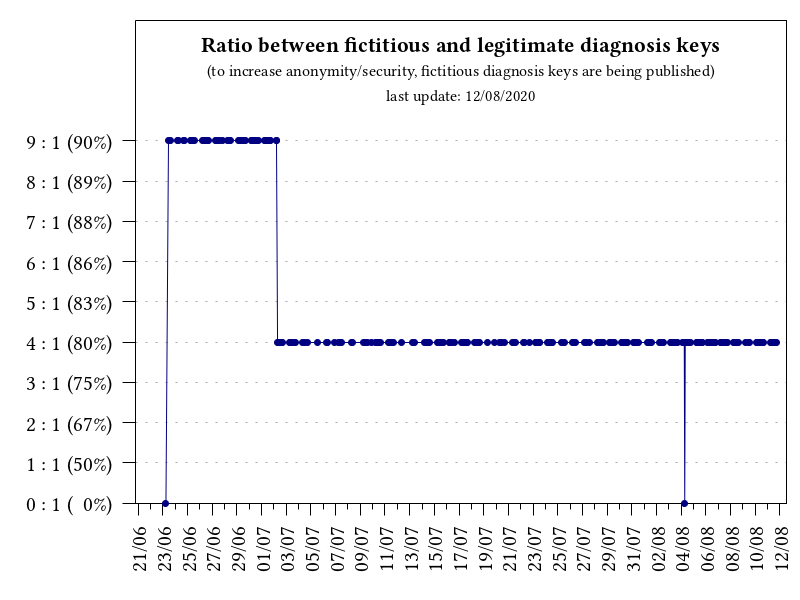 Ratio between fictitious and legitimate diagnosis keys
(to increase anonymity/security, fictitious diagnosis keys are being published)
last update: 12/08/2020
9 : 1 (90%)
8 : 1 (89%)
7 : 1 (88%)
6 : 1 (86%)
5 : 1 (83%)
4 : 1 (80%)
3 : 1 (75%)
2 : 1 (67%)
1 : 1 (50%)
0 : 1 (  0%)
21/06
23/06
25/06
27/06
29/06
01/07
03/07
05/07
07/07
09/07
11/07
13/07
15/07
17/07
19/07
21/07
23/07
25/07
27/07
29/07
31/07
02/08
04/08
06/08
08/08
10/08
12/08